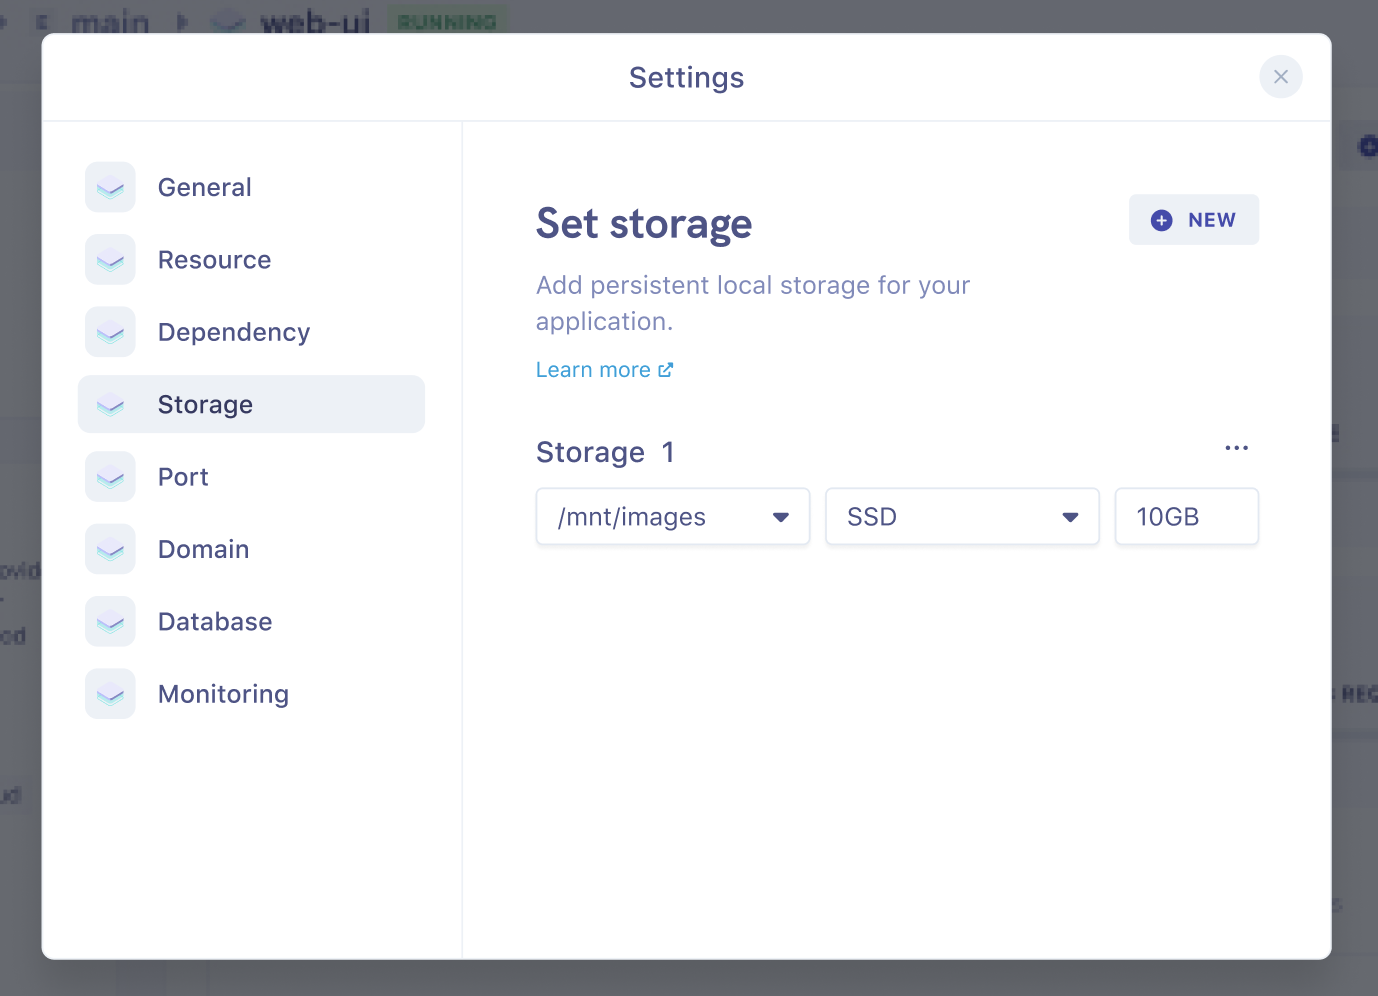 main web-ui RUNNING
Settings
General
Resource
Dependency
Storage
Port
Domain
Database
Monitoring
Set storage
NEW
Add persistent local storage for your
application.
Learn more
Storage 1
/mnt/images
SSD
10GB